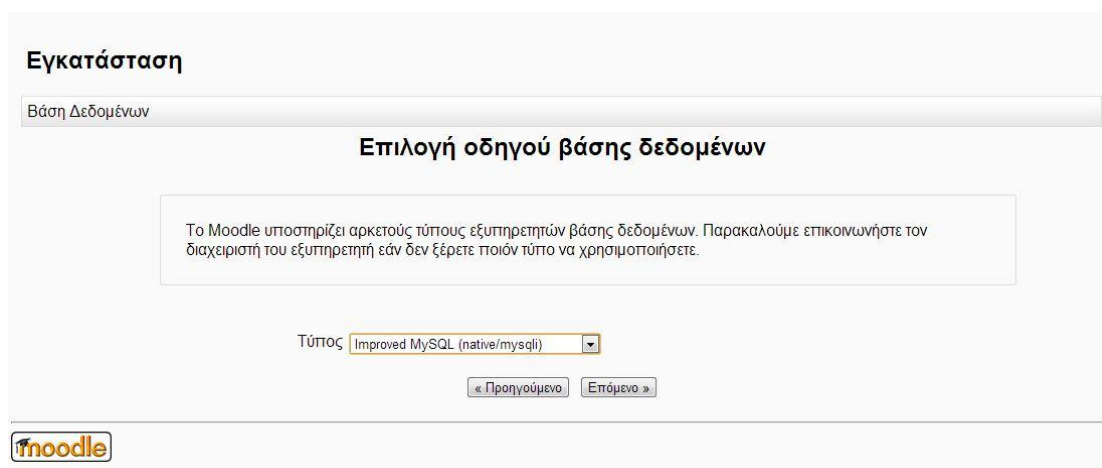 Εγκατάσταση
Βάση Δεδομένων
Επιλογή οδηγού βάσης δεδομένων
Το Moodle υποστηρίζει αρκετούς τύπους εξυπηρετητών βάσης δεδομένων. Παρακαλούμε επικοινωνήστε τον
διαχειριστή του εξυπηρετητή εάν δεν ξέρετε ποιόν τύπο να χρησιμοποιήσετε.
Τύπος Improved MySQL (native/mysqli)
« Προηγούμενο Επόμενο »
moodle